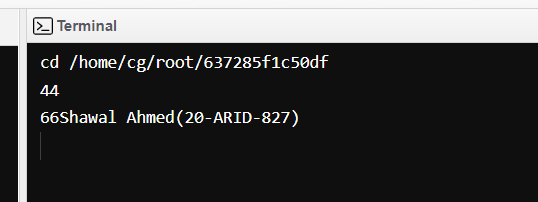 Terminal
cd /home/cg/root/637285f1c50df
44
66Shawal Ahmed(20-ARID-827)